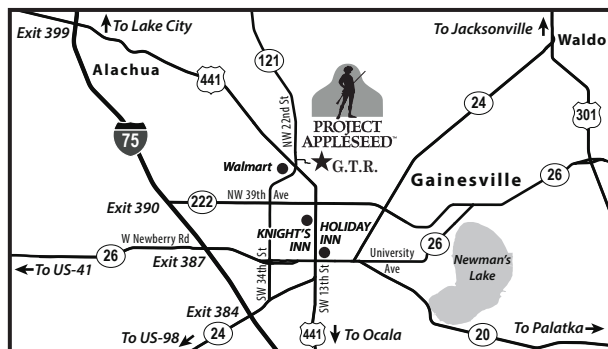 To Lake City
Exit 399
To Jacksonville
Waldo
Alachua
441
121
NW 22nd St
24
301
75
PROJECT
APPLESEED™
G.T.R.
Walmart
Gainesville
26
Exit 390
222
NW 39th Ave
KNIGHT'S
INN
HOLIDAY
INN
W Newberry Rd
Exit 387
26
To US-41
SW 34th St
SW 13th St
University
Ave
26
Newman's
Lake
Exit 384
To US-98
24
441
To Ocala
20
To Palatka